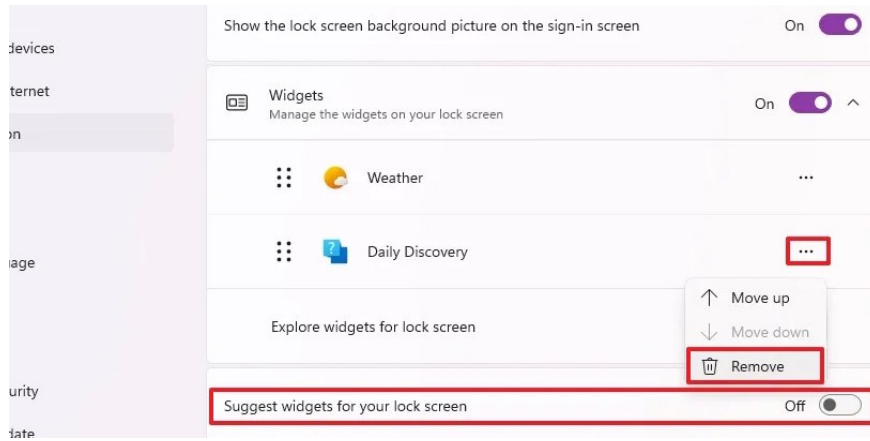 Show the lock screen background picture on the sign-in screen On
devices
ternet
Widgets
Manage the widgets on your lock screen
On
on
Weather
Daily Discovery
age
Move up
Explore widgets for lock screen
Move down
Remove
urity
Suggest widgets for your lock screen Off
date